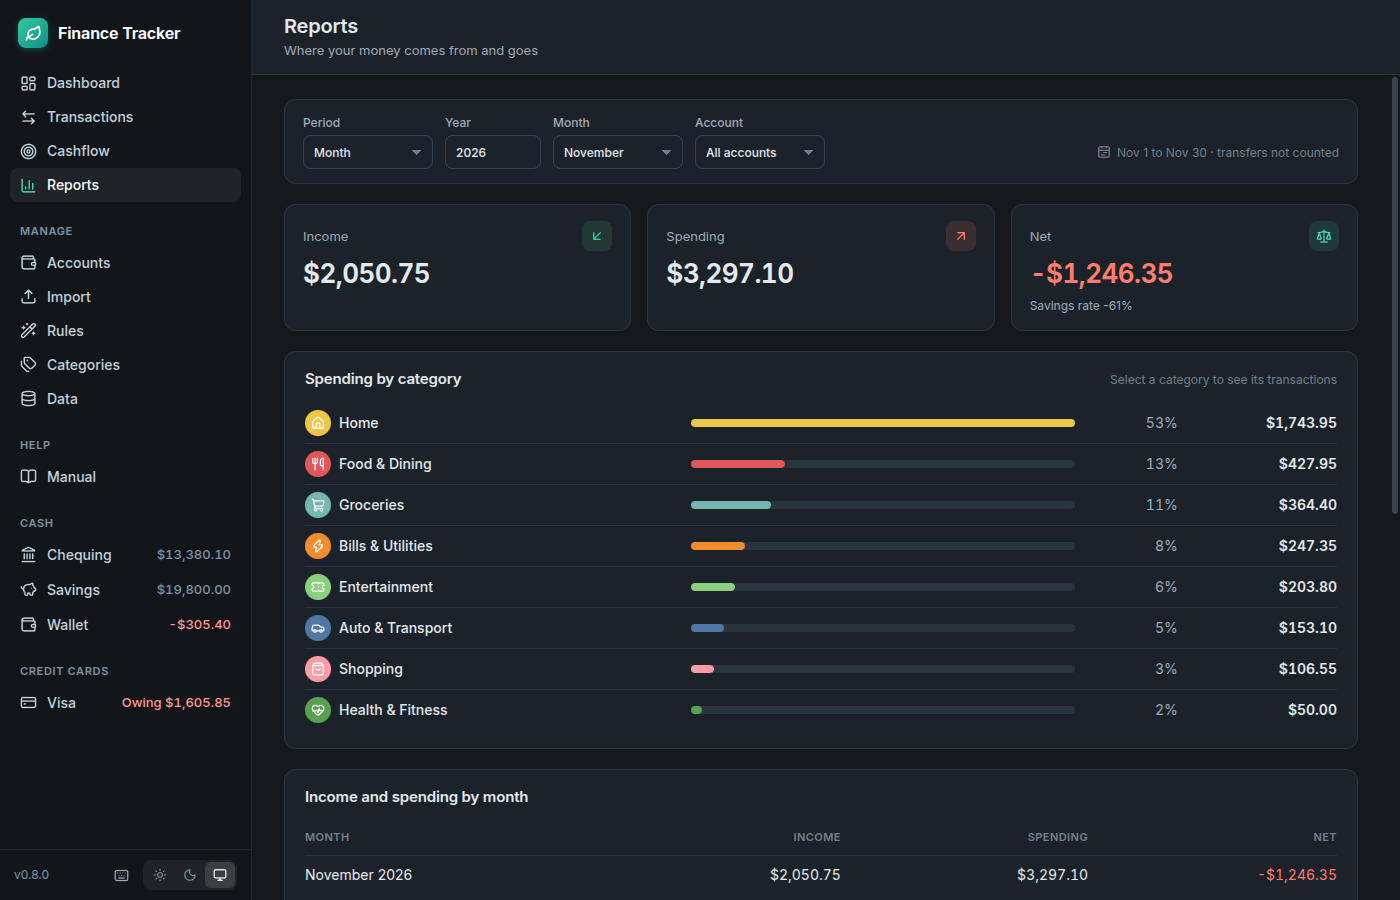 Finance Tracker
Dashboard
Transactions
Cashflow
Reports
MANAGE
Accounts
Import
Rules
Categories
Data
HELP
Manual
CASH
Chequing $13,380.10
Savings $19,800.00
Wallet -$305.40
CREDIT CARDS
Visa Owing $1,605.85
v0.8.0
Reports
Where your money comes from and goes
Period Year Month Account
Month 2026 November All accounts Nov 1 to Nov 30 · transfers not counted
Income
$2,050.75
Spending
$3,297.10
Net
-$1,246.35
Savings rate -61%
Spending by category Select a category to see its transactions
Home 53% $1,743.95
Food & Dining 13% $427.95
Groceries 11% $364.40
Bills & Utilities 8% $247.35
Entertainment 6% $203.80
Auto & Transport 5% $153.10
Shopping 3% $106.55
Health & Fitness 2% $50.00
Income and spending by month
MONTH INCOME SPENDING NET
November 2026 $2,050.75 $3,297.10 -$1,246.35